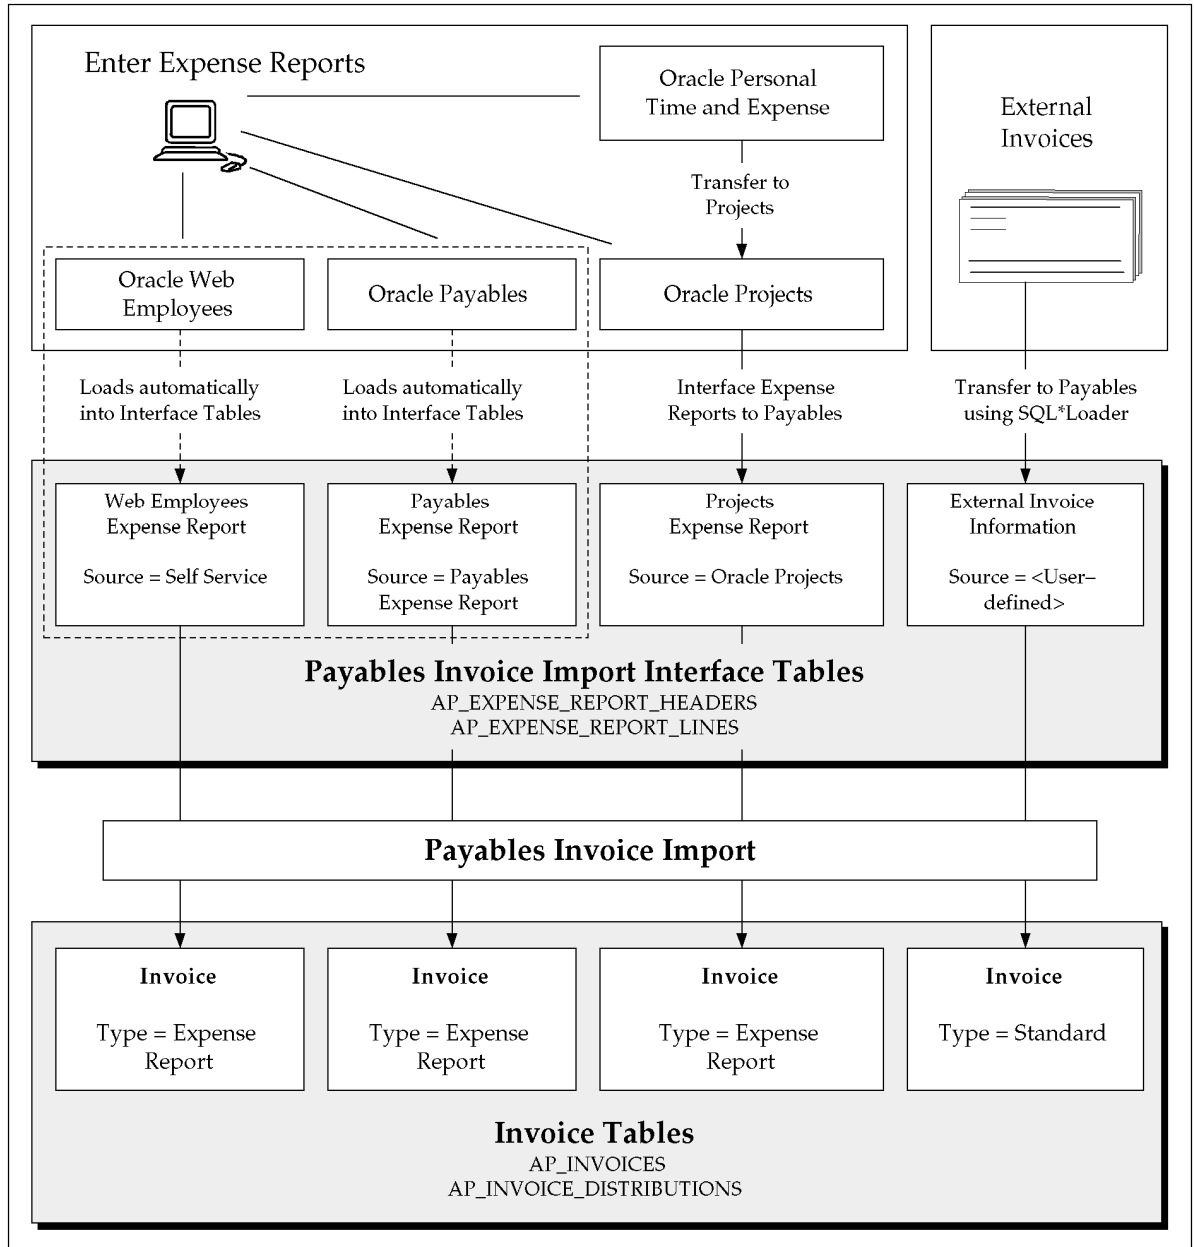 Enter Expense Reports
Oracle Personal
Time and Expense
External
Invoices
Transfer to
Projects
Oracle Web
Employees
Oracle Payables
Oracle Projects
Loads automatically
into Interface Tables
Loads automatically
into Interface Tables
Interface Expense
Reports to Payables
Transfer to Payables
using SQL*Loader
Web Employees
Expense Report
Source = Self Service
Payables
Expense Report
Source = Payables
Expense Report
Projects
Expense Report
Source = Oracle Projects
External Invoice
Information
Source = <User–
defined>
Payables Invoice Import Interface Tables
AP_EXPENSE_REPORT_HEADERS
AP_EXPENSE_REPORT_LINES
Payables Invoice Import
Invoice
Type = Expense
Report
Invoice
Type = Expense
Report
Invoice
Type = Expense
Report
Invoice
Type = Standard
Invoice Tables
AP_INVOICES
AP_INVOICE_DISTRIBUTIONS